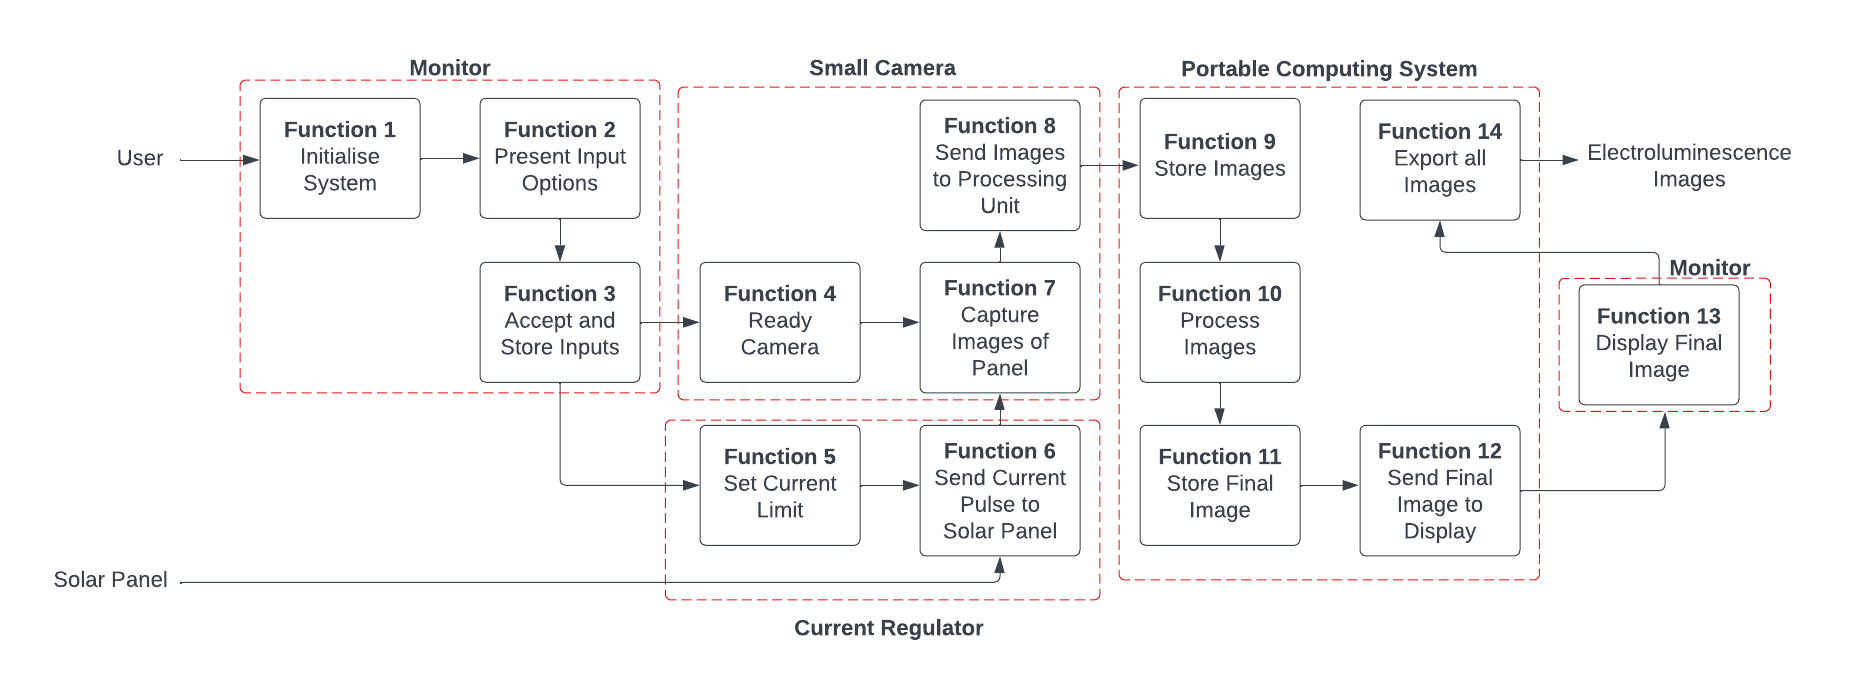 Monitor
Small Camera
Portable Computing System
User
Function 1
Initialise
System
Function 2
Present Input
Options
Function 3
Accept and
Store Inputs
Function 4
Ready
Camera
Function 8
Send Images
to Processing
Unit
Function 7
Capture
Images of
Panel
Function 5
Set Current
Limit
Function 6
Send Current
Pulse to
Solar Panel
Solar Panel
Current Regulator
Function 9
Store Images
Function 10
Process
Images
Function 11
Store Final
Image
Function 12
Send Final
Image to
Display
Monitor
Function 13
Display Final
Image
Function 14
Export all
Images
Electroluminescence
Images